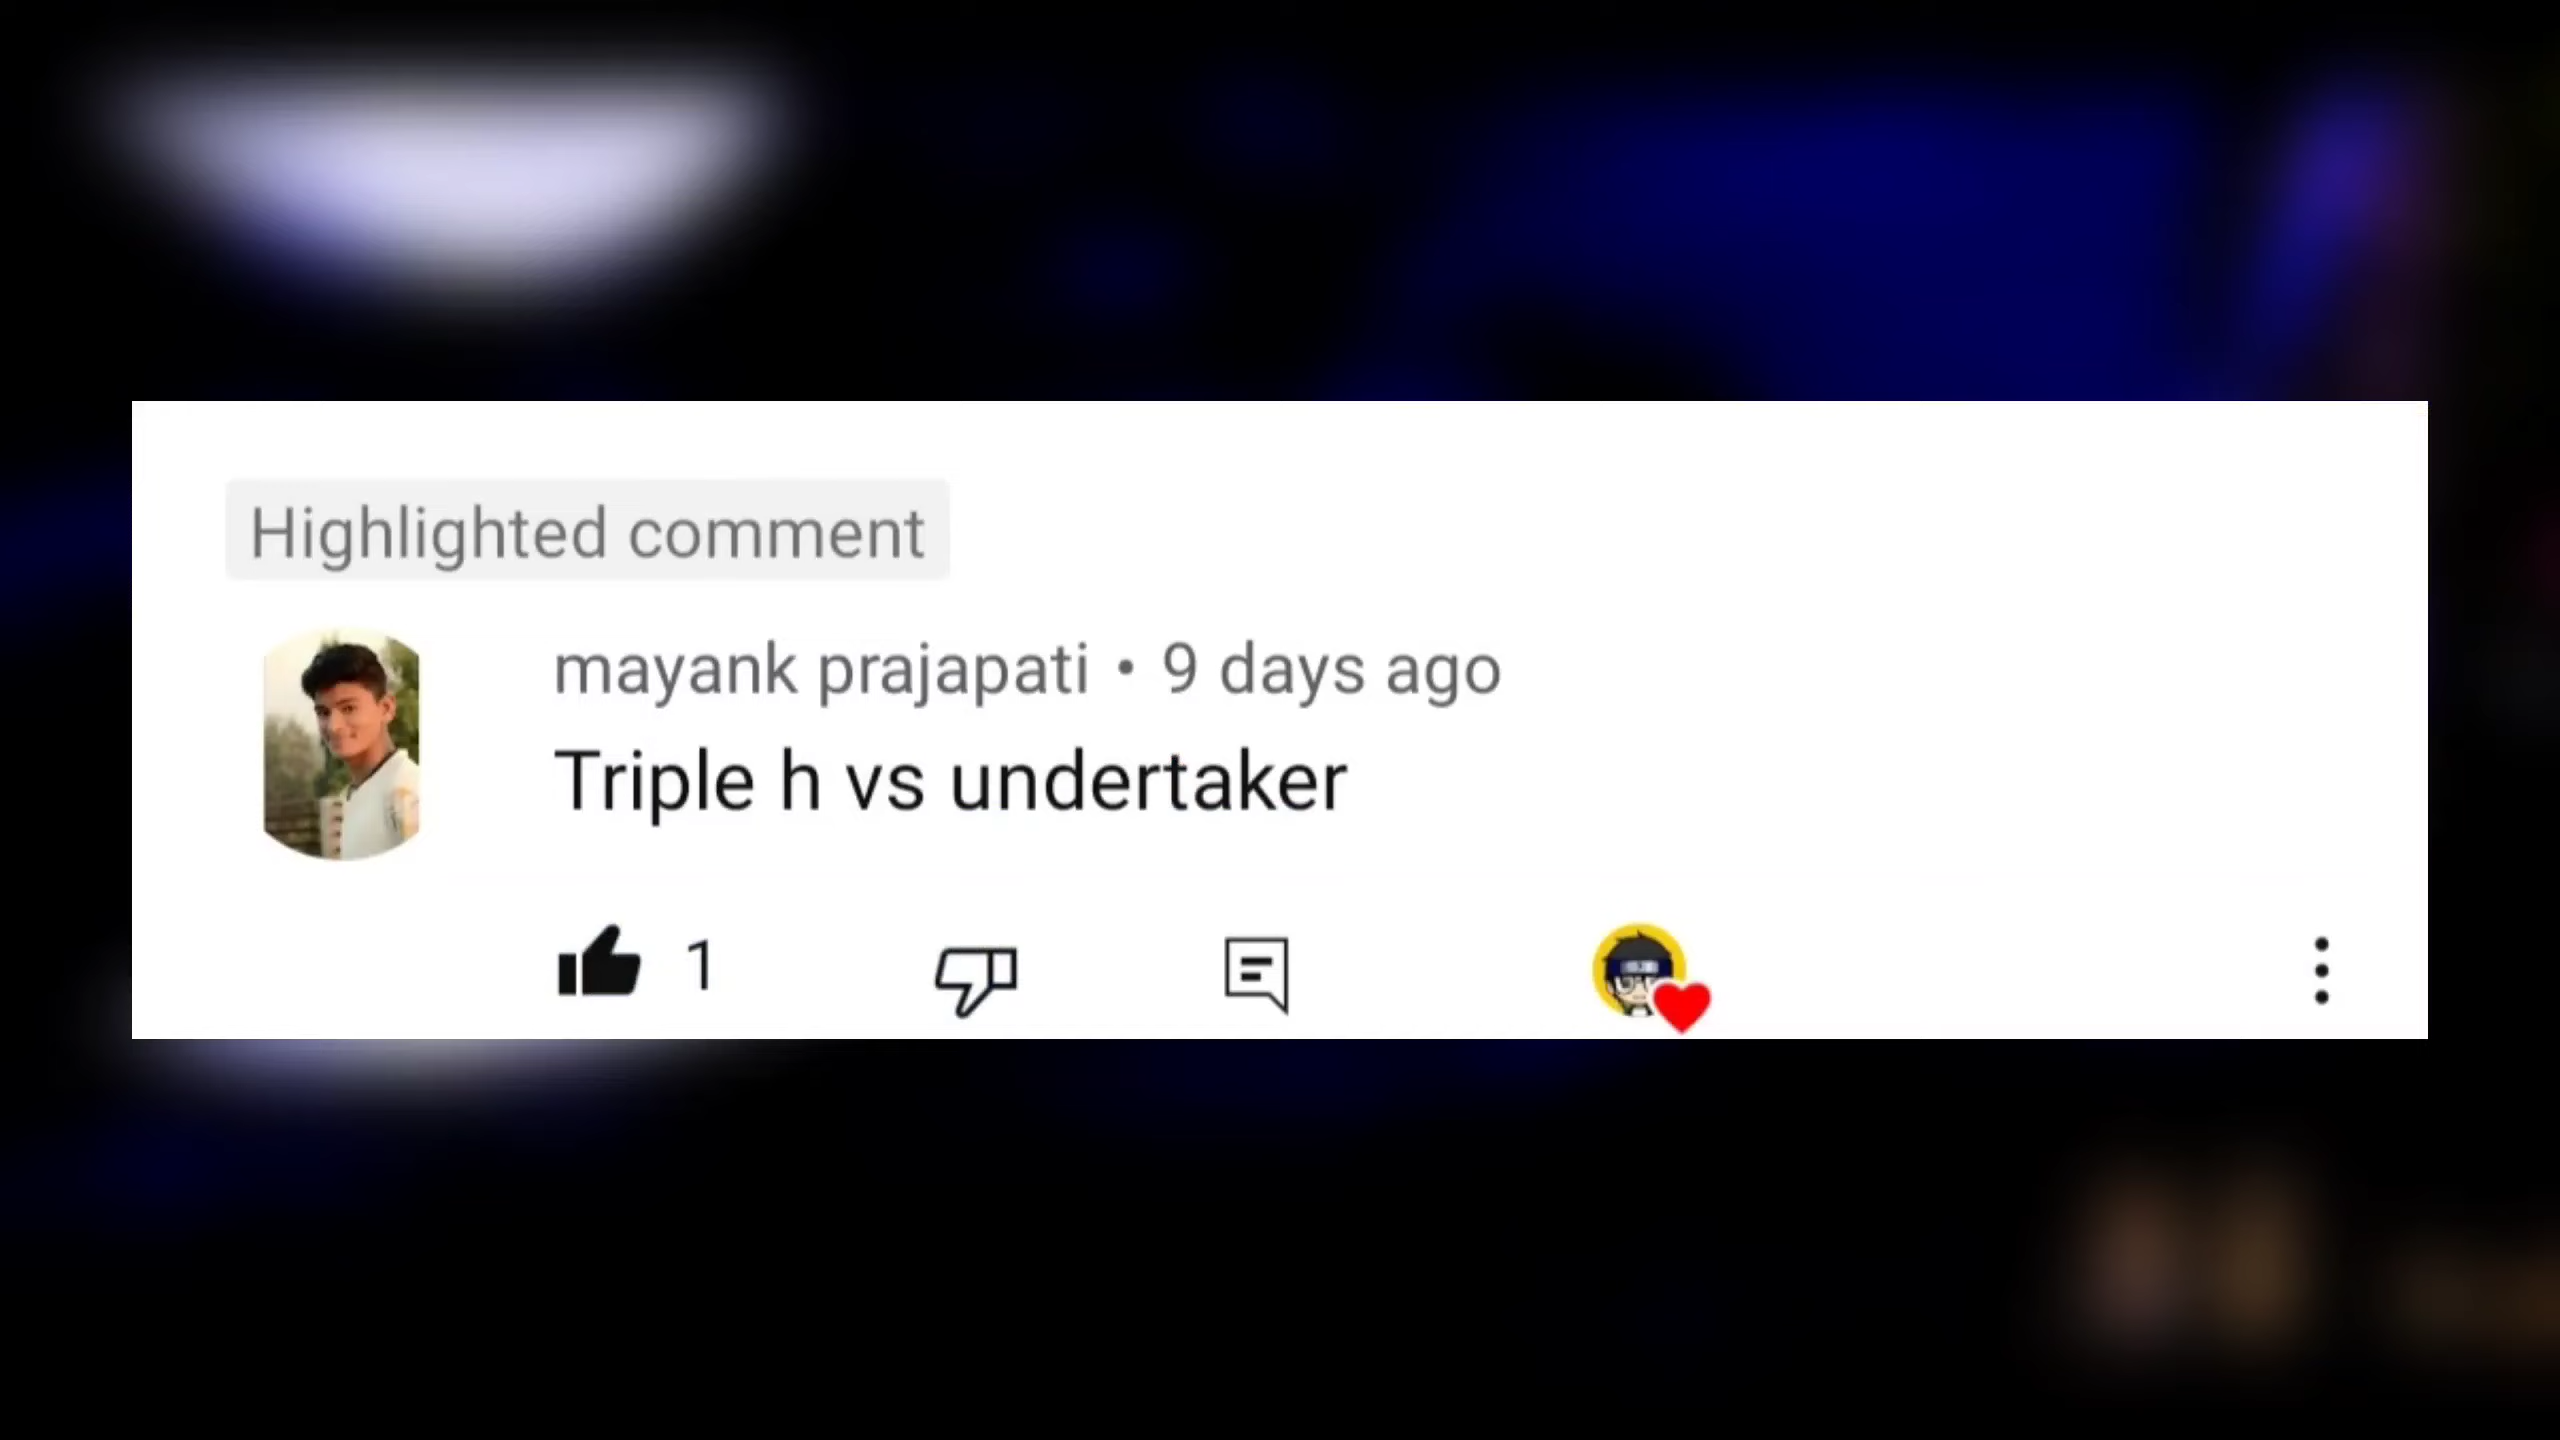 Highlighted comment
mayank prajapati • 9 days ago
Triple h vs undertaker
1